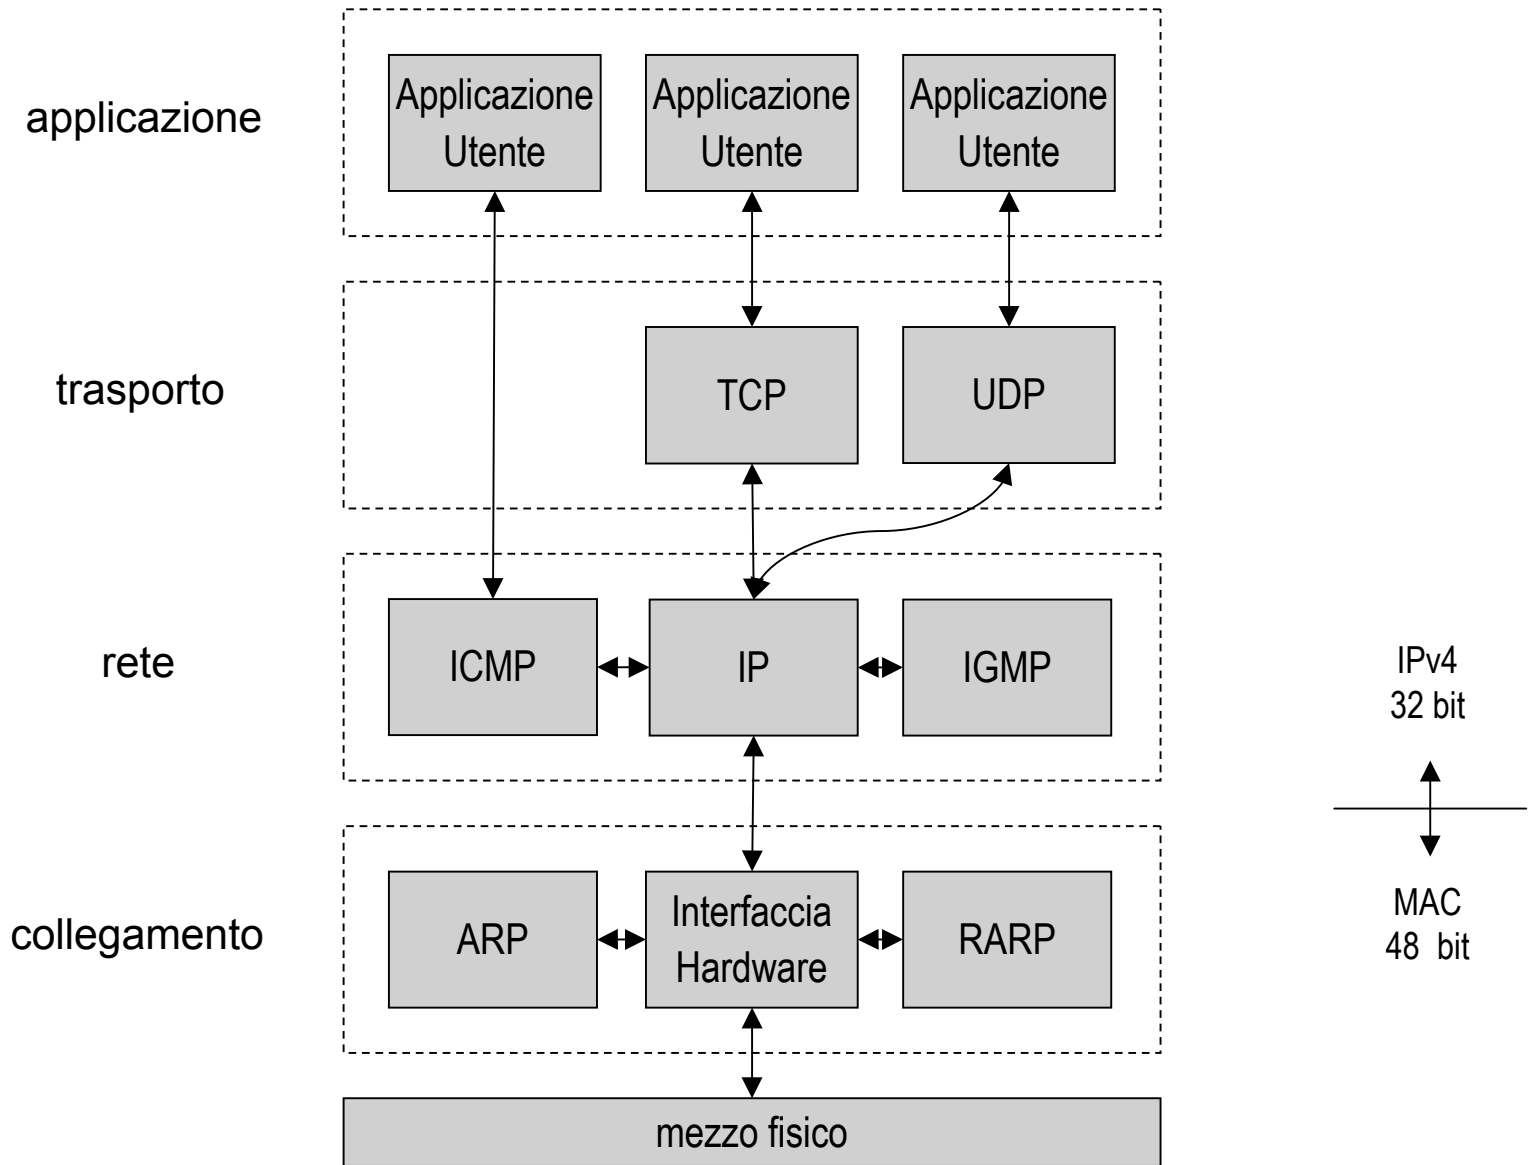 applicazione
Applicazione
Utente
Applicazione
Utente
Applicazione
Utente
trasporto
TCP
UDP
rete
ICMP
IP
IGMP
IPv4
32 bit
collegamento
ARP
Interfaccia
Hardware
RARP
MAC
48 bit
mezzo fisico